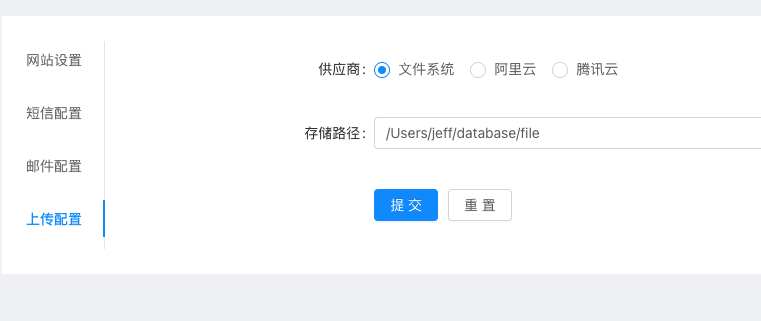 网站设置
短信配置
邮件配置
上传配置
供应商: 文件系统 阿里云 腾讯云
存储路径: /Users/jeff/database/file
提 交 重 置